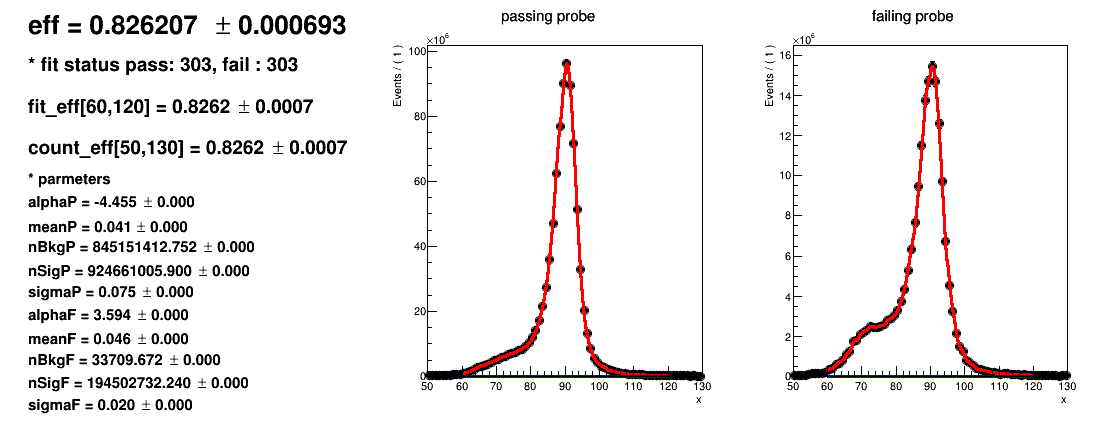 eff = 0.826207 ± 0.000693
* fit status pass: 303, fail : 303
fit_eff[60,120] = 0.8262 ± 0.0007
count_eff[50,130] = 0.8262 ± 0.0007
* parmeters
alphaP = -4.455 ± 0.000
meanP = 0.041 ± 0.000
nBkgP = 845151412.752 ± 0.000
nSigP = 924661005.900 ± 0.000
sigmaP = 0.075 ± 0.000
alphaF = 3.594 ± 0.000
meanF = 0.046 ± 0.000
nBkgF = 33709.672 ± 0.000
nSigF = 194502732.240 ± 0.000
sigmaF = 0.020 ± 0.000
passing probe
×10⁶
Events / ( 1 )
100
80
60
40
20
0
50 60 70 80 90 100 110 120 130
x
failing probe
×10⁶
Events / ( 1 )
16
14
12
10
8
6
4
2
0
50 60 70 80 90 100 110 120 130
x